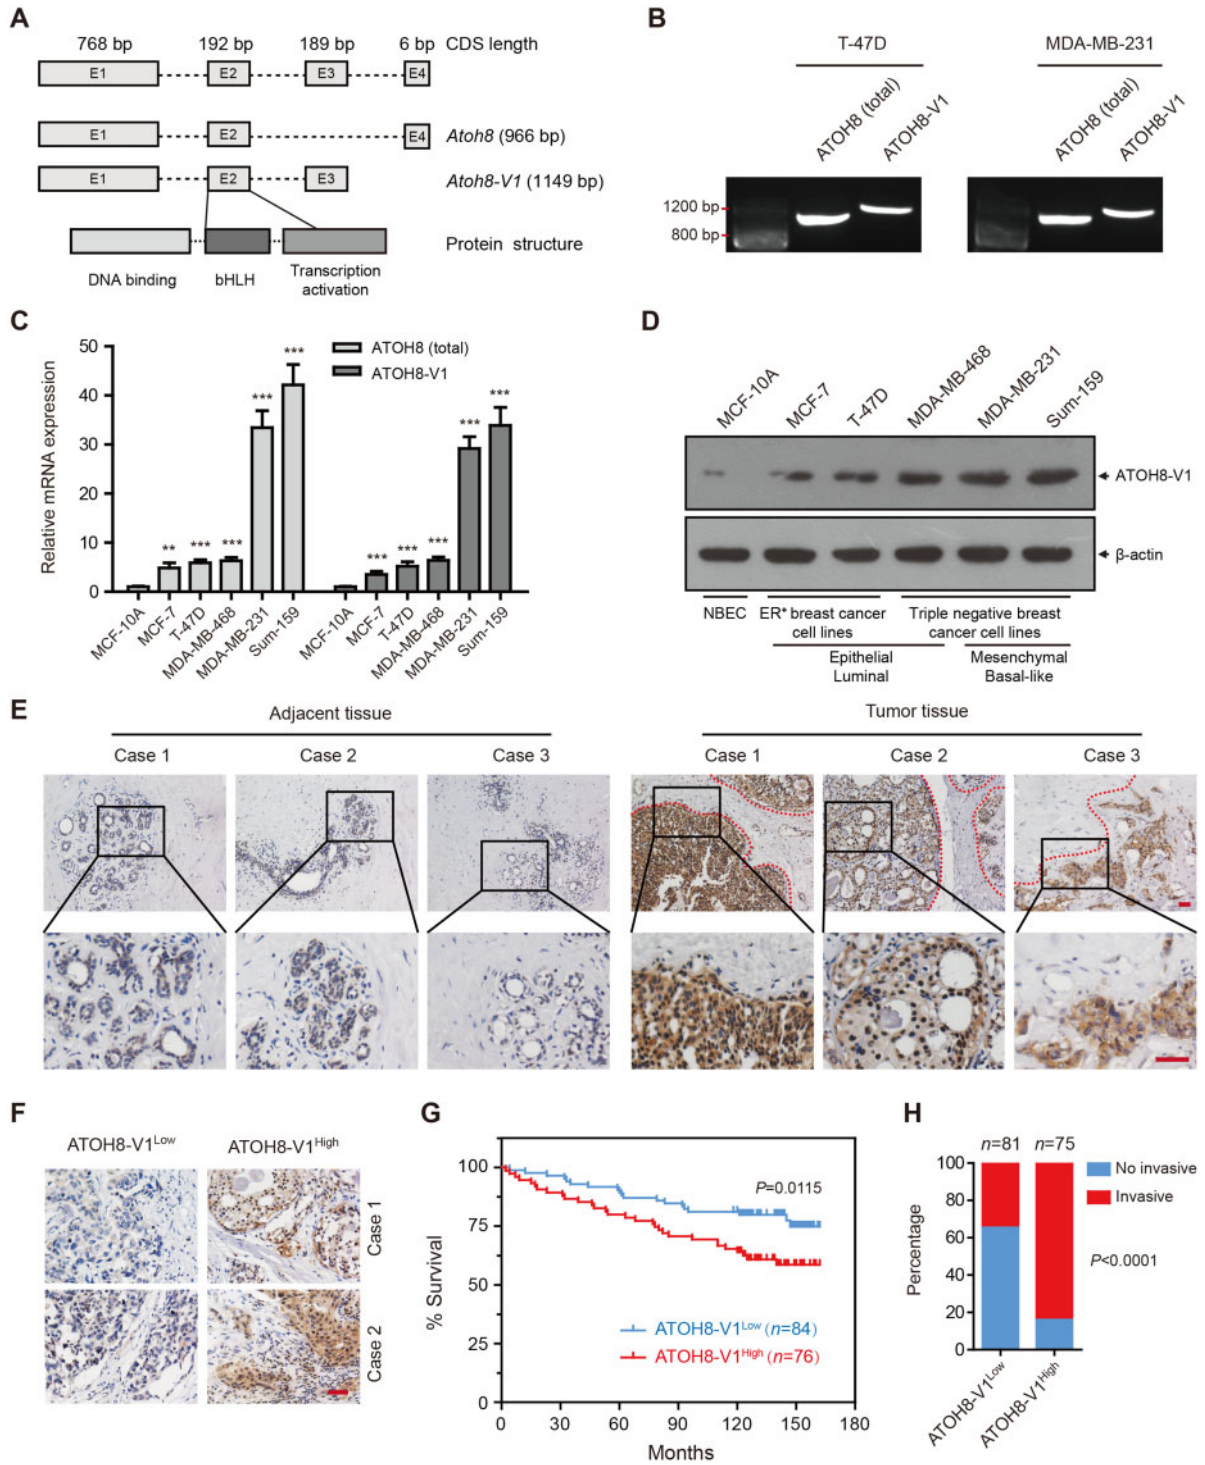 A
768 bp 192 bp 189 bp 6 bp CDS length
E1 E2 E3 E4
E1 E2 E4 Atoh8 (966 bp)
E1 E2 E3 Atoh8-V1 (1149 bp)
Protein structure
DNA binding bHLH Transcription
activation
B
T-47D MDA-MB-231
ATOH8 (total) ATOH8-V1 ATOH8 (total) ATOH8-V1
1200 bp
800 bp
C
Relative mRNA expression
50
40
30
20
10
0
ATOH8 (total)
ATOH8-V1
** *** *** *** *** *** *** *** *** ***
MCF-10A MCF-7 T-47D MDA-MB-468 MDA-MB-231 Sum-159 MCF-10A MCF-7 T-47D MDA-MB-468 MDA-MB-231 Sum-159
D
MCF-10A MCF-7 T-47D MDA-MB-468 MDA-MB-231 Sum-159
ATOH8-V1
β-actin
NBEC ER+ breast cancer Triple negative breast
cell lines cancer cell lines
Epithelial Mesenchymal
Luminal Basal-like
E
Adjacent tissue Tumor tissue
Case 1 Case 2 Case 3 Case 1 Case 2 Case 3
F
ATOH8-V1Low ATOH8-V1High
Case 1
Case 2
G
% Survival
100
75
50
25
0
P=0.0115
ATOH8-V1Low (n=84)
ATOH8-V1High (n=76)
0 30 60 90 120 150 180
Months
H
n=81 n=75
Percentage
100
80
60
40
20
0
No invasive
Invasive
P<0.0001
ATOH8-V1Low ATOH8-V1High